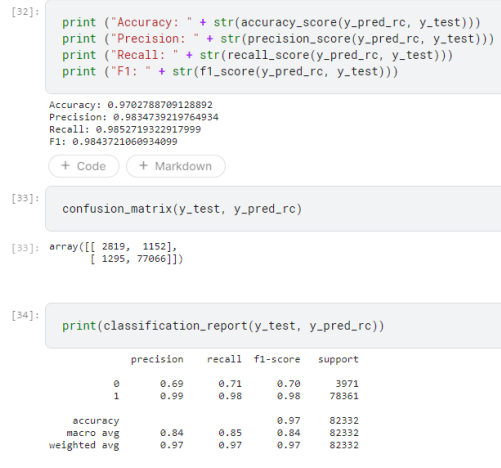 [32]:
print ("Accuracy: " + str(accuracy_score(y_pred_rc, y_test)))
print ("Precision: " + str(precision_score(y_pred_rc, y_test)))
print ("Recall: " + str(recall_score(y_pred_rc, y_test)))
print ("F1: " + str(f1_score(y_pred_rc, y_test)))
Accuracy: 0.9702788709128892
Precision: 0.9834739219764934
Recall: 0.9852719322917999
F1: 0.9843721060934099
+ Code + Markdown
[33]:
confusion_matrix(y_test, y_pred_rc)
[33]: array([[ 2819, 1152],
[ 1295, 77066]])
[34]:
print(classification_report(y_test, y_pred_rc))
precision recall f1-score support
0 0.69 0.71 0.70 3971
1 0.99 0.98 0.98 78361
accuracy 0.97 82332
macro avg 0.84 0.85 0.84 82332
weighted avg 0.97 0.97 0.97 82332